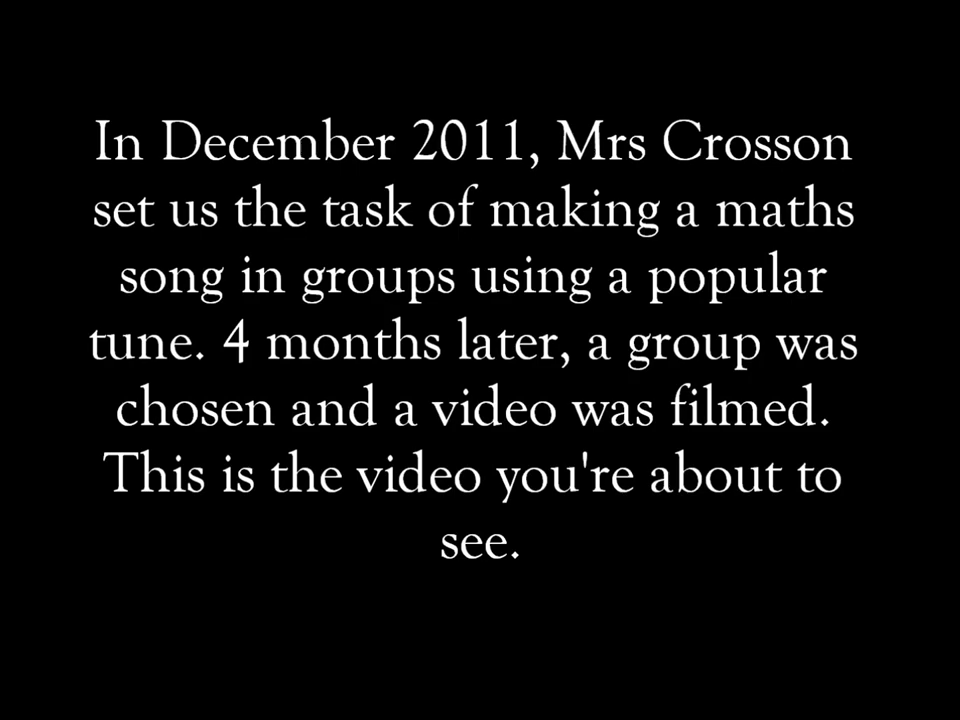 In December 2011, Mrs Crosson
set us the task of making a maths
song in groups using a popular
tune. 4 months later, a group was
chosen and a video was filmed.
This is the video you're about to
see.